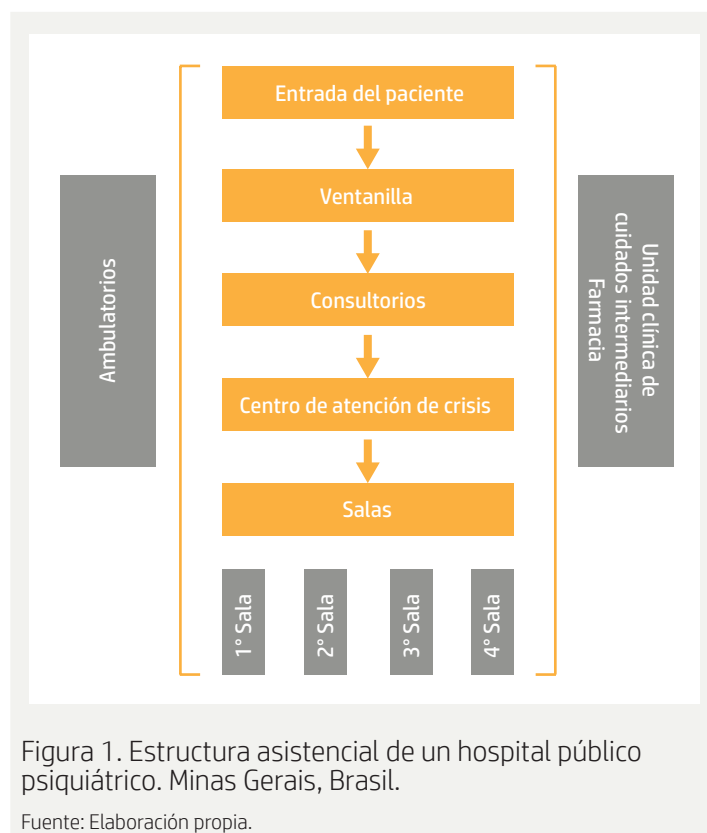 Entrada del paciente
Ventanilla
Consultorios
Centro de atención de crisis
Salas
1° Sala
2° Sala
3° Sala
4° Sala
Ambulatorios
Unidad clínica de
cuidados intermediarios
Farmacia
Figura 1. Estructura asistencial de un hospital público
psiquiátrico. Minas Gerais, Brasil.
Fuente: Elaboración propia.